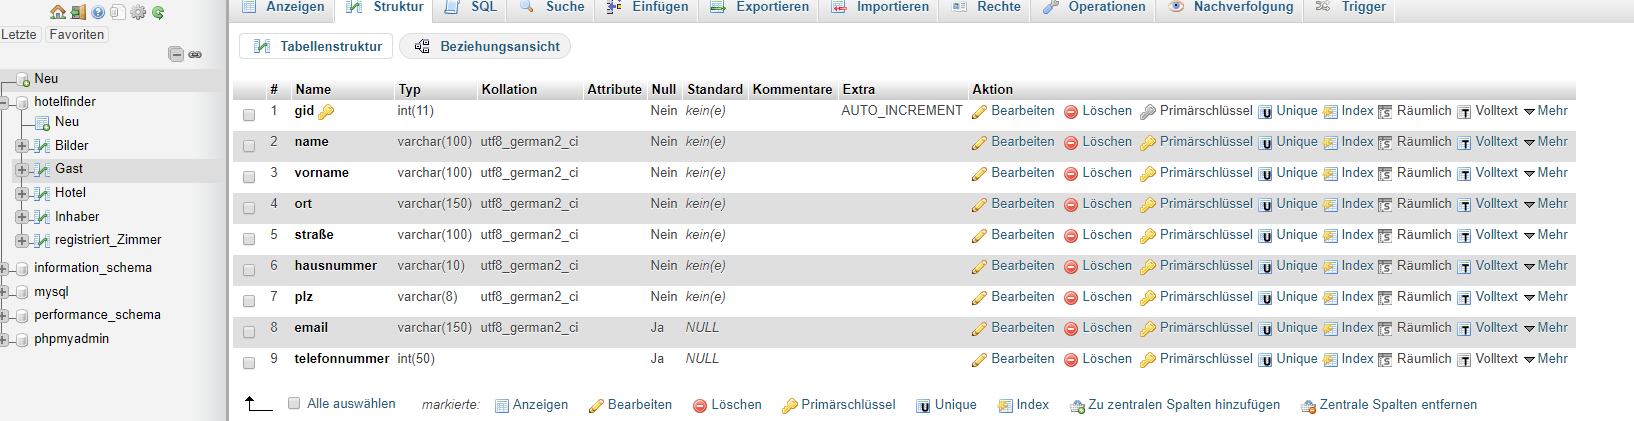 Anzeigen Struktur SQL Suche Einfügen Exportieren Importieren Rechte Operationen Nachverfolgung Trigger
Letzte Favoriten
Neu
hotelfinder
Neu
Bilder
Gast
Hotel
Inhaber
registriert_Zimmer
information_schema
mysql
performance_schema
phpmyadmin
Tabellenstruktur Beziehungsansicht
# Name Typ Kollation Attribute Null Standard Kommentare Extra Aktion
1 gid int(11) Nein kein(e) AUTO_INCREMENT Bearbeiten Löschen Primärschlüssel Unique Index Räumlich Volltext Mehr
2 name varchar(100) utf8_german2_ci Nein kein(e) Bearbeiten Löschen Primärschlüssel Unique Index Räumlich Volltext Mehr
3 vorname varchar(100) utf8_german2_ci Nein kein(e) Bearbeiten Löschen Primärschlüssel Unique Index Räumlich Volltext Mehr
4 ort varchar(150) utf8_german2_ci Nein kein(e) Bearbeiten Löschen Primärschlüssel Unique Index Räumlich Volltext Mehr
5 straße varchar(100) utf8_german2_ci Nein kein(e) Bearbeiten Löschen Primärschlüssel Unique Index Räumlich Volltext Mehr
6 hausnummer varchar(10) utf8_german2_ci Nein kein(e) Bearbeiten Löschen Primärschlüssel Unique Index Räumlich Volltext Mehr
7 plz varchar(8) utf8_german2_ci Nein kein(e) Bearbeiten Löschen Primärschlüssel Unique Index Räumlich Volltext Mehr
8 email varchar(150) utf8_german2_ci Ja NULL Bearbeiten Löschen Primärschlüssel Unique Index Räumlich Volltext Mehr
9 telefonnummer int(50) Ja NULL Bearbeiten Löschen Primärschlüssel Unique Index Räumlich Volltext Mehr
Alle auswählen markierte: Anzeigen Bearbeiten Löschen Primärschlüssel Unique Index Zu zentralen Spalten hinzufügen Zentrale Spalten entfernen